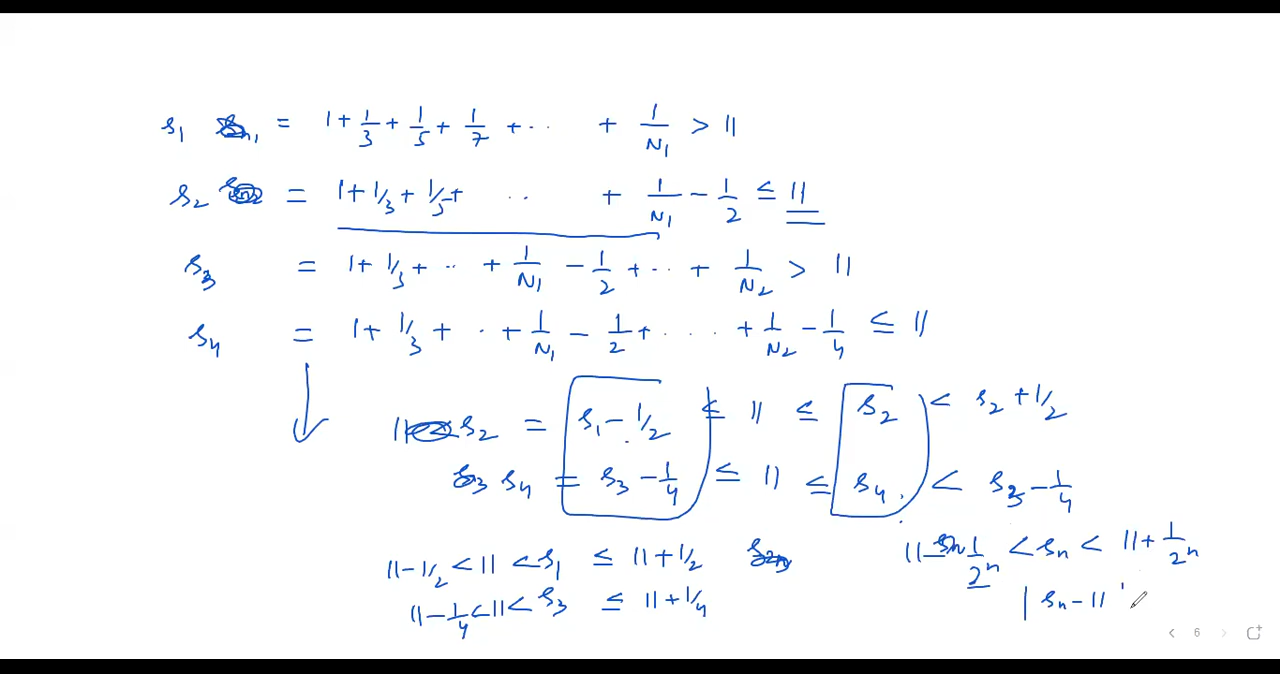 s₁ = 1 + 1/3 + 1/5 + 1/7 + ·· + 1/N₁ > 11
s₂ = 1 + 1/3 + 1/5 + ·· + 1/N₁ − 1/2 ≤ 11
s₃ = 1 + 1/3 + ·· + 1/N₁ − 1/2 + ·· + 1/N₂ > 11
s₄ = 1 + 1/3 + ·· + 1/N₁ − 1/2 + ···· + 1/N₂ − 1/4 ≤ 11
s₂ = s₁ − 1/2 ≤ 11 ≤ s₂ < s₂ + 1/2
s₄ = s₃ − 1/4 ≤ 11 ≤ s₄ < s₃ − 1/4
11 − 1/2 < 11 < s₁ ≤ 11 + 1/2
11 − 1/2ⁿ < sₙ < 11 + 1/2ⁿ
11 − 1/4 < 11 < s₃ ≤ 11 + 1/4
| sₙ − 11 '
6